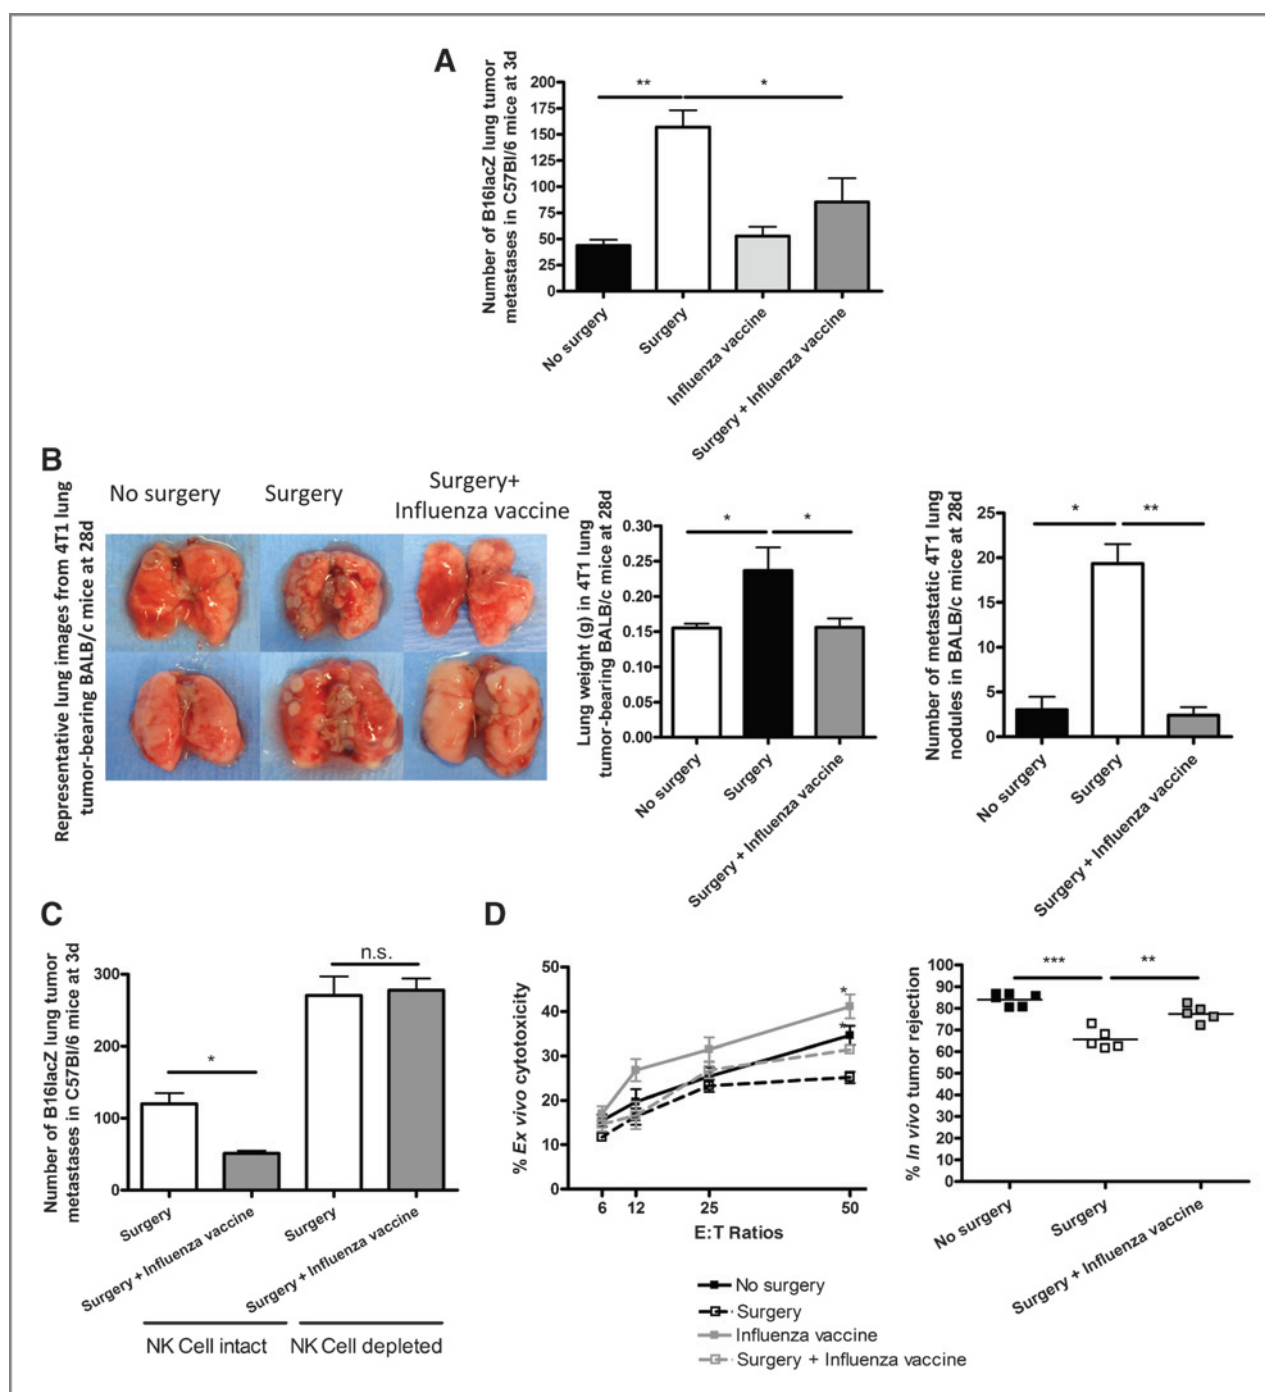 A
Number of B16lacZ lung tumor
metastases in C57Bl/6 mice at 3d
200
175
150
125
100
75
50
25
0
**
*
No surgery
Surgery
Influenza vaccine
Surgery + Influenza vaccine
B
Representative lung images from 4T1 lung
tumor-bearing BALB/c mice at 28d
No surgery
Surgery
Surgery+
Influenza vaccine
Lung weight (g) in 4T1 lung
tumor-bearing BALB/c mice at 28d
0.30
0.25
0.20
0.15
0.10
0.05
0.00
*
*
No surgery
Surgery
Surgery + Influenza vaccine
Number of metastatic 4T1 lung
nodules in BALB/c mice at 28d
25
20
15
10
5
0
*
**
No surgery
Surgery
Surgery + Influenza vaccine
C
Number of B16lacZ lung tumor
metastases in C57Bl/6 mice at 3d
300
200
100
0
*
n.s.
Surgery
Surgery + Influenza vaccine
Surgery
Surgery + Influenza vaccine
NK Cell intact
NK Cell depleted
D
% Ex vivo cytotoxicity
50
40
30
20
10
0
*
*
6
12
25
50
E:T Ratios
No surgery
Surgery
Influenza vaccine
Surgery + Influenza vaccine
% In vivo tumor rejection
100
90
80
70
60
50
40
30
20
10
0
***
**
No surgery
Surgery
Surgery + Influenza vaccine